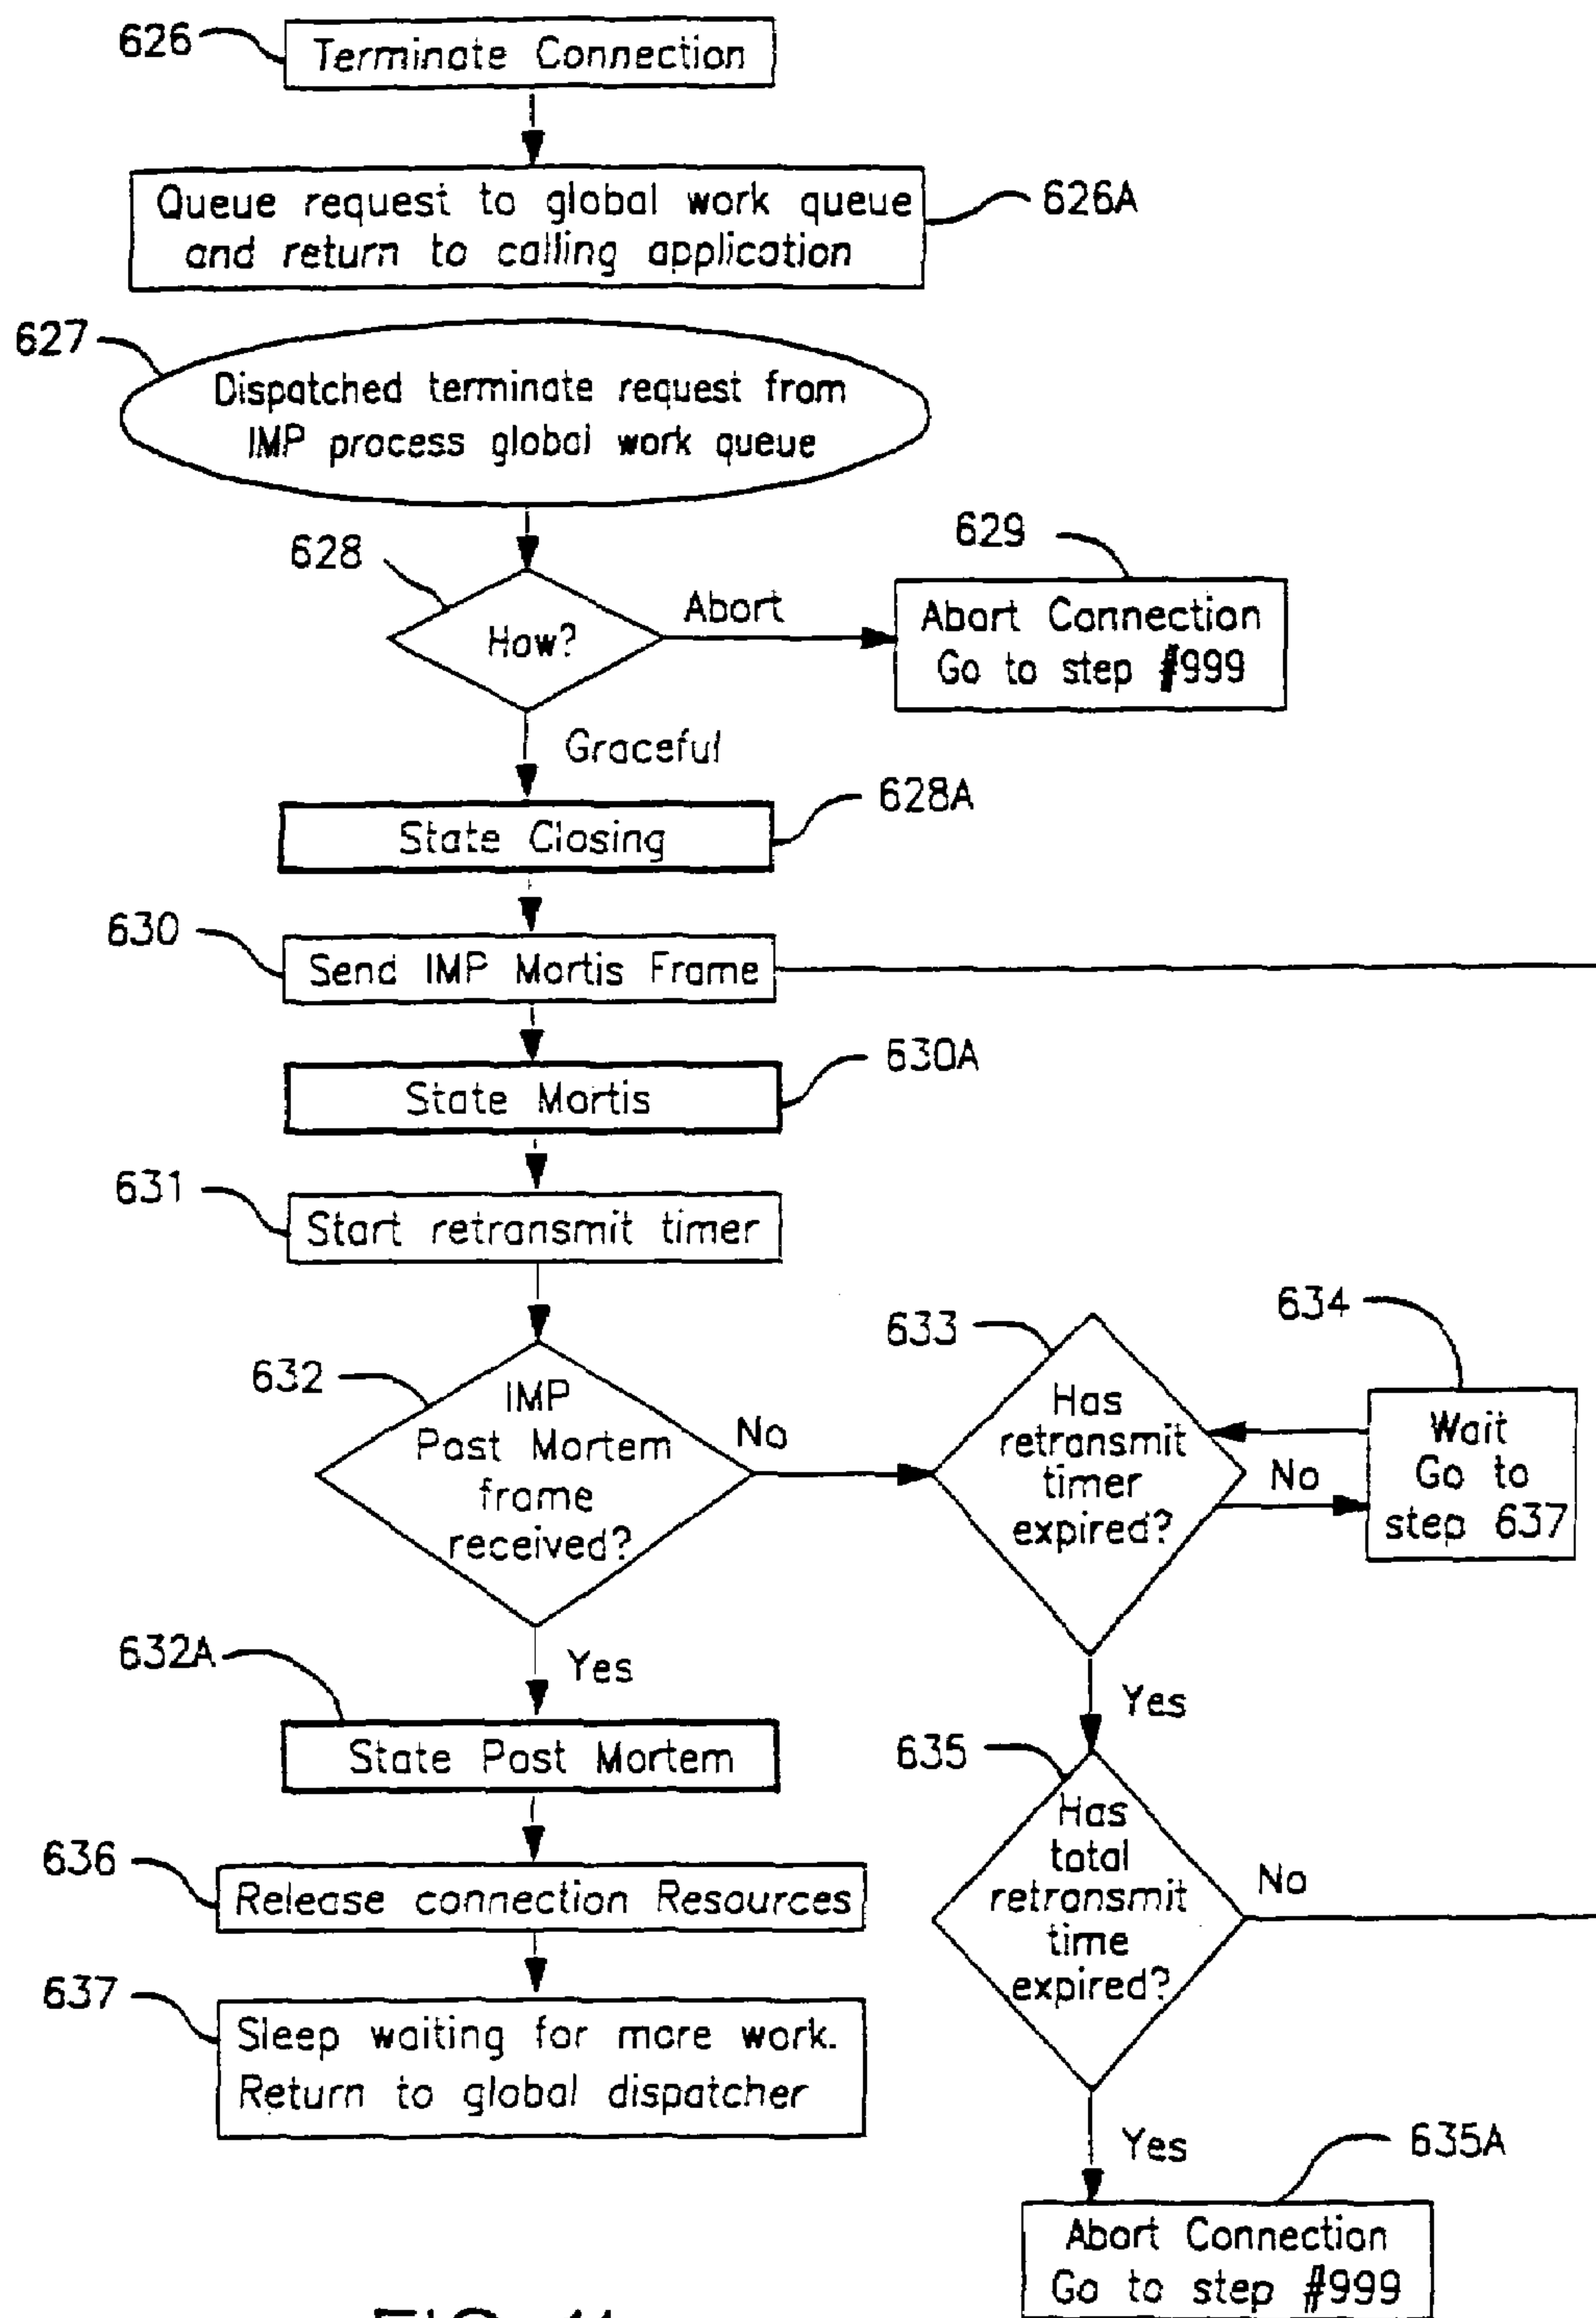 626
Terminate Connection
Queue request to global work queue
and return to calling application
626A
627
Dispatched terminate request from
IMP process global work queue
628
How?
Abort
629
Abort Connection
Go to step #999
Graceful
State Closing
628A
630
Send IMP Mortis Frame
State Mortis
630A
631
Start retransmit timer
632
IMP
Post Mortem
frame
received?
No
633
Has
retransmit
timer
expired?
No
634
Wait
Go to
step 637
632A
Yes
State Post Mortem
Yes
635
Has
total
retransmit
time
expired?
No
636
Release connection Resources
637
Sleep waiting for more work.
Return to global dispatcher
Yes
635A
Abort Connection
Go to step #999